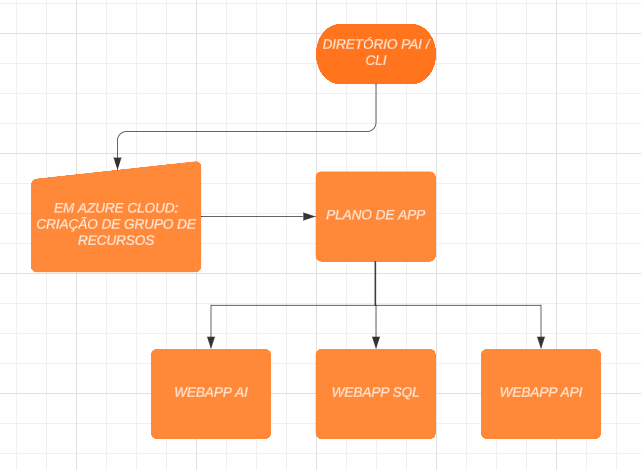 DIRETÓRIO PAI /
CLI
EM AZURE CLOUD:
CRIAÇÃO DE GRUPO DE
RECURSOS
PLANO DE APP
WEBAPP AI
WEBAPP SQL
WEBAPP API